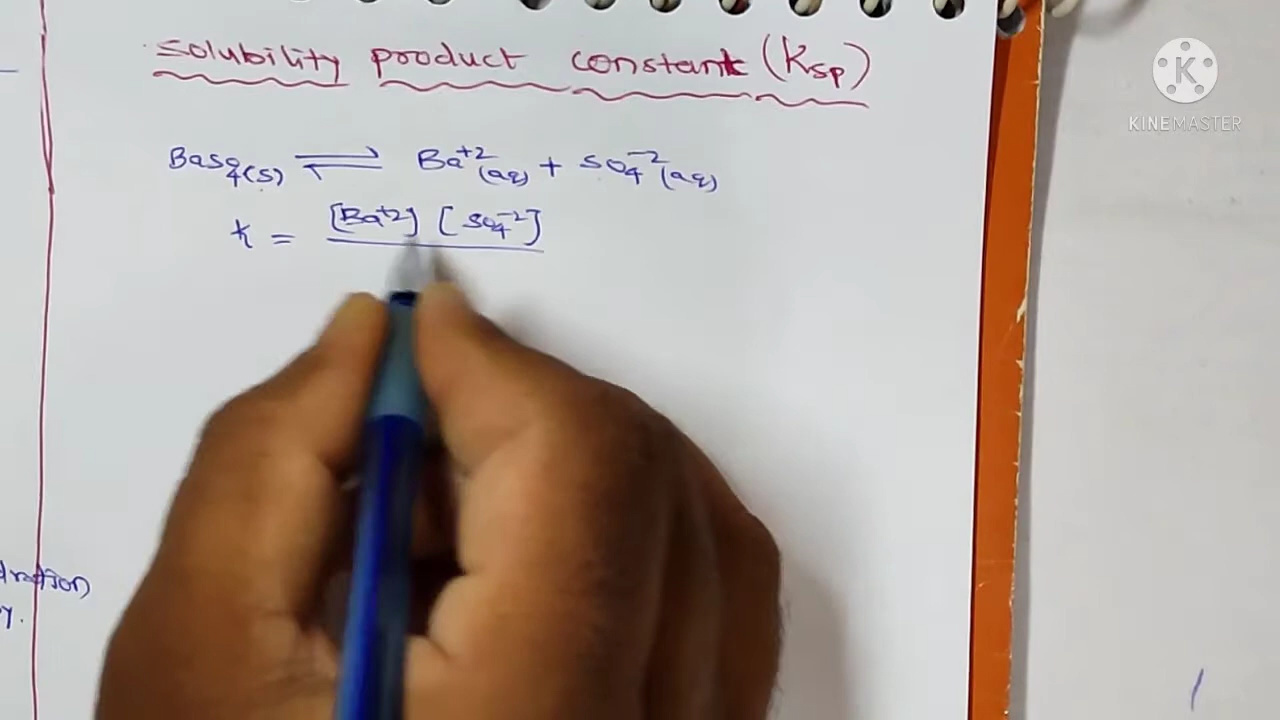 solubility product constant (Ksp)
BaSO4(s) ⇌ Ba+2(aq) + SO4-2(aq)
K = [Ba+2] [SO4-2]
y.
K
KINEMASTER